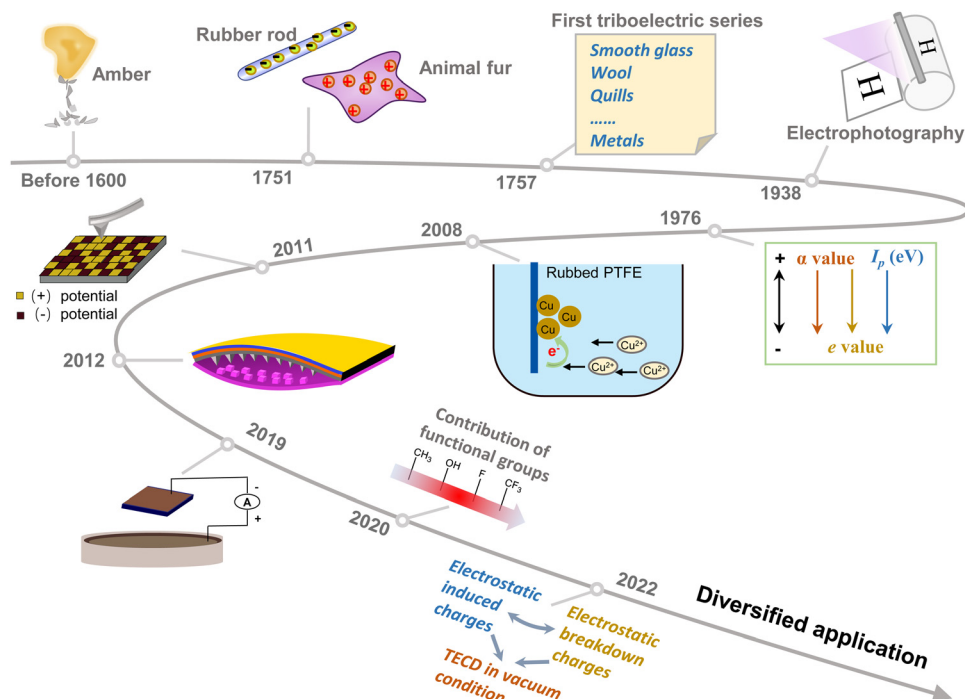 Amber
Before 1600
Rubber rod
Animal fur
1751
First triboelectric series
Smooth glass
Wool
Quills
......
Metals
1757
H
H
Electrophotography
1938
1976
+ α value Iₚ (eV)
-
e value
2008
Rubbed PTFE
Cu
Cu
Cu
e⁻
Cu²⁺
Cu²⁺
Cu²⁺
2011
(+) potential
(-) potential
2012
2019
-
A
+
Contribution of
functional groups
CH₃
OH
F
CF₃
2020
2022
Electrostatic
induced
charges
Electrostatic
breakdown
charges
TECD in vacuum
condition
Diversified application